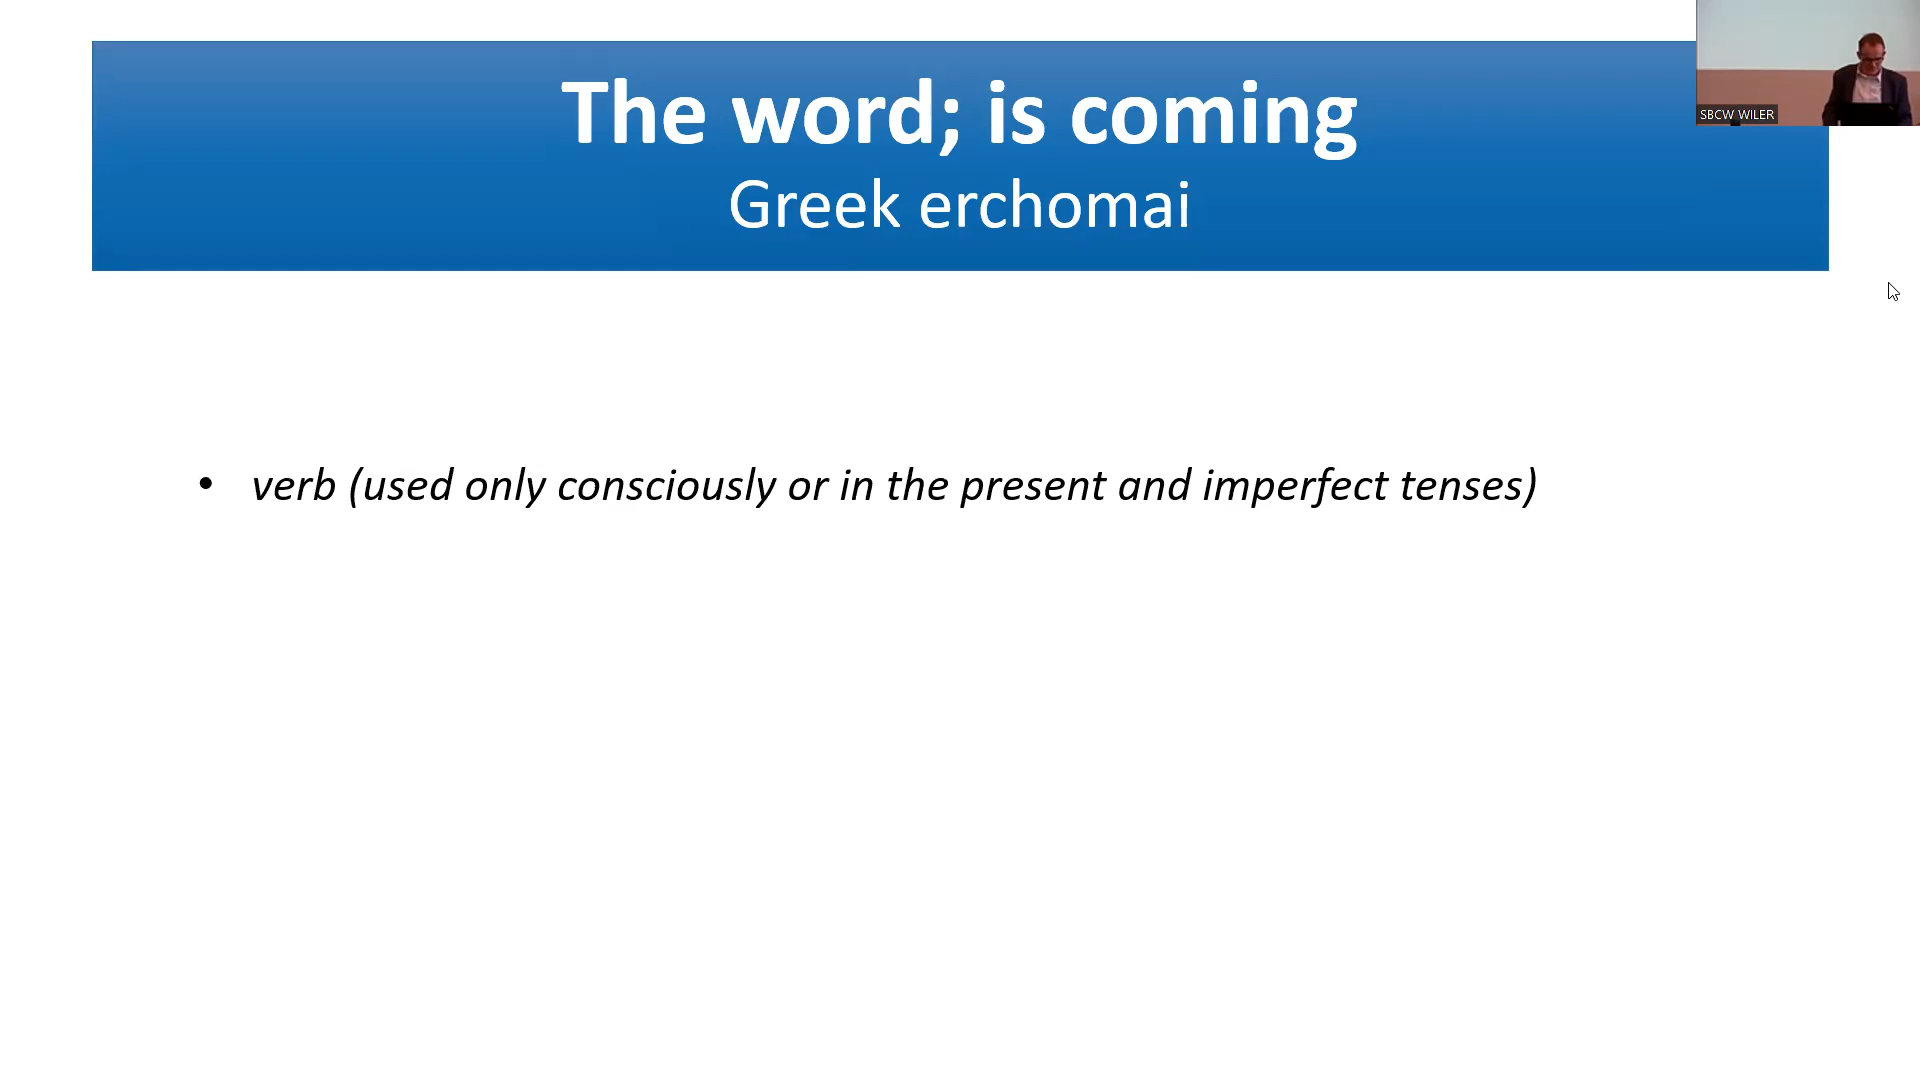 The word; is coming
Greek erchomai
SBCW WILER
• verb (used only consciously or in the present and imperfect tenses)